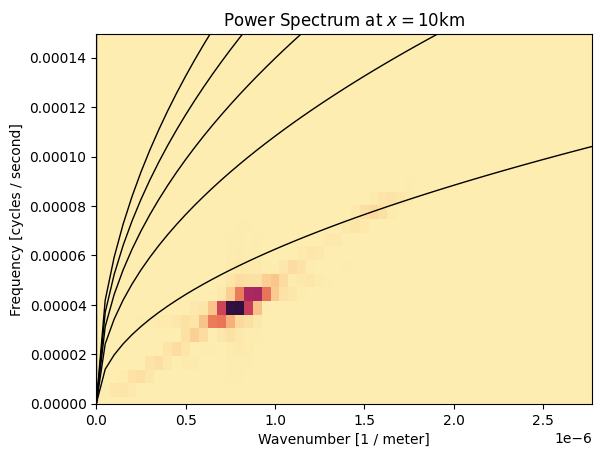 Power Spectrum at x = 10km
0.00014
0.00012
0.00010
0.00008
0.00006
0.00004
0.00002
0.00000
Frequency [cycles / second]
0.0 0.5 1.0 1.5 2.0 2.5
1e−6
Wavenumber [1 / meter]